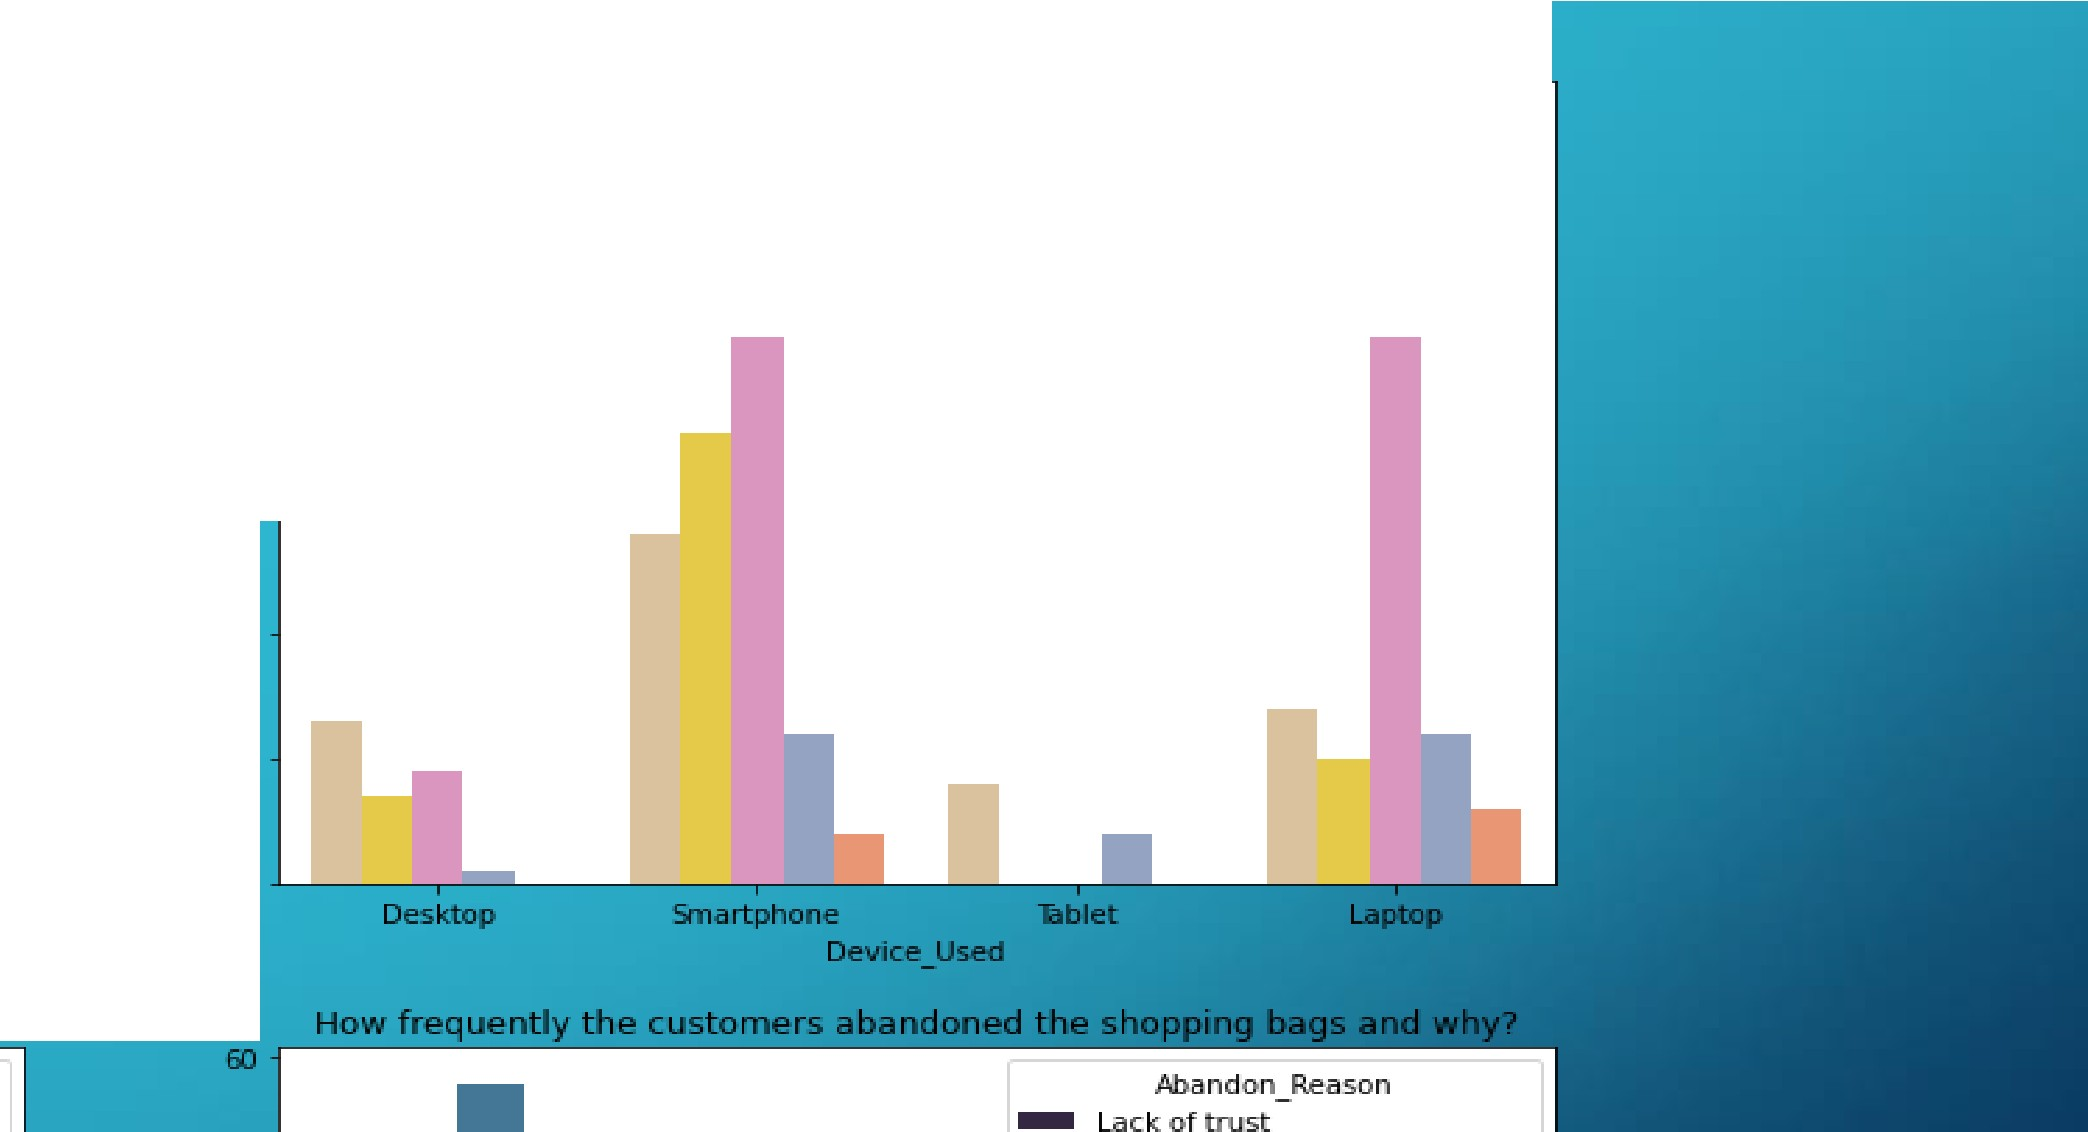 Desktop Smartphone Tablet Laptop
Device_Used
How frequently the customers abandoned the shopping bags and why?
60
Abandon_Reason
Lack of trust